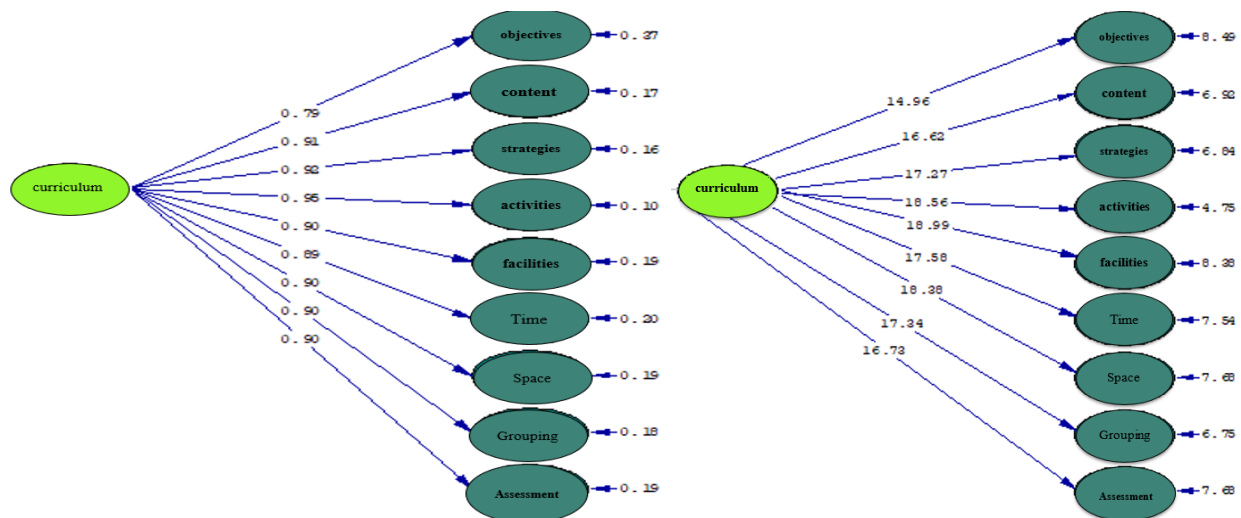 objectives
0.37
content
0.17
0.79
0.91
strategies
0.16
0.92
curriculum
0.95
activities
0.10
0.90
0.89
facilities
0.19
0.90
0.90
Time
0.20
0.90
Space
0.19
Grouping
0.18
Assessment
0.19
objectives
8.49
content
6.92
14.96
16.62
strategies
6.84
17.27
curriculum
18.56
activities
4.75
18.99
17.58
facilities
8.38
18.38
Time
7.54
17.34
16.73
Space
7.68
Grouping
6.75
Assessment
7.68